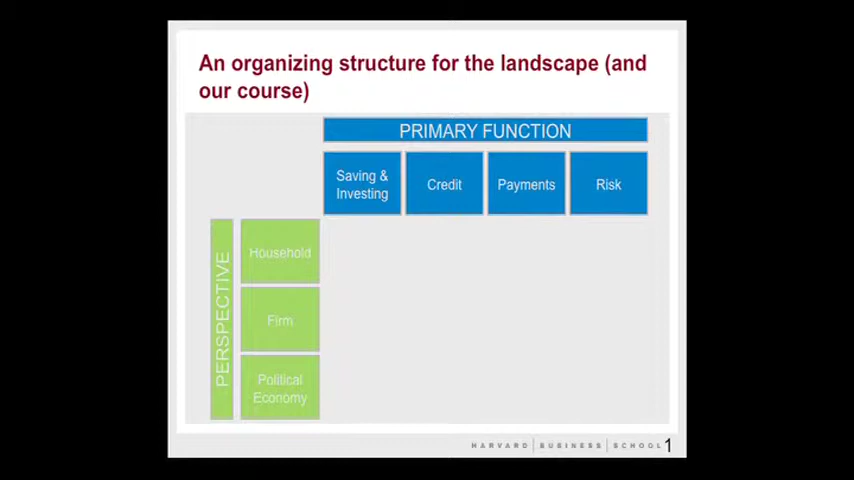 An organizing structure for the landscape (and
our course)
PRIMARY FUNCTION
Saving &
Investing
Credit
Payments
Risk
PERSPECTIVE
Household
Firm
Political
Economy
HARVARD | BUSINESS | SCHOOL 1